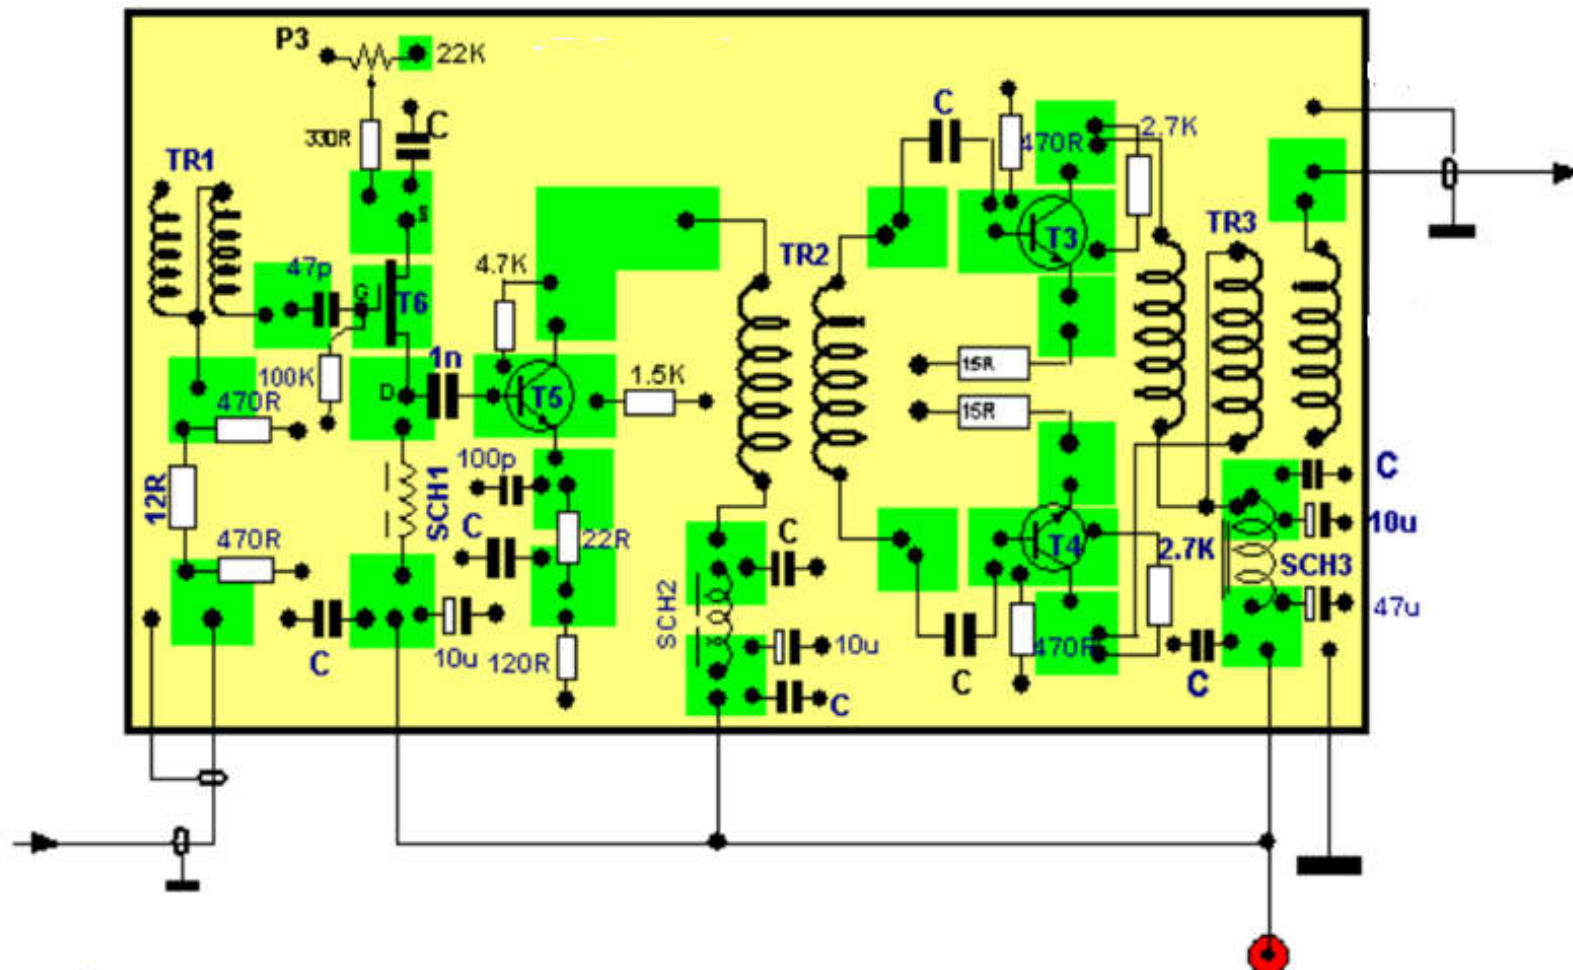 P3
22K
C
330R
C
470R
2.7K
TR1
S
T3
TR3
47p
4.7K
TR2
G
T6
1n
100K
15R
1.5K
D
T5
470R
15R
100p
C
12R
SCH1
10u
C
C
470R
22R
T4
2.7K
SCH3
SCH2
47u
10u
C
10u
120R
470R
C
C
C